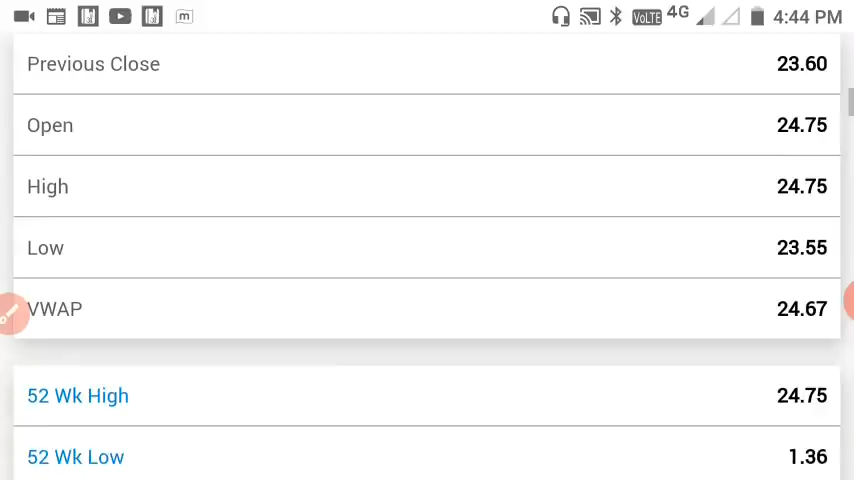 VoLTE 4G 4:44 PM
Previous Close 23.60
Open 24.75
High 24.75
Low 23.55
VWAP 24.67
52 Wk High 24.75
52 Wk Low 1.36